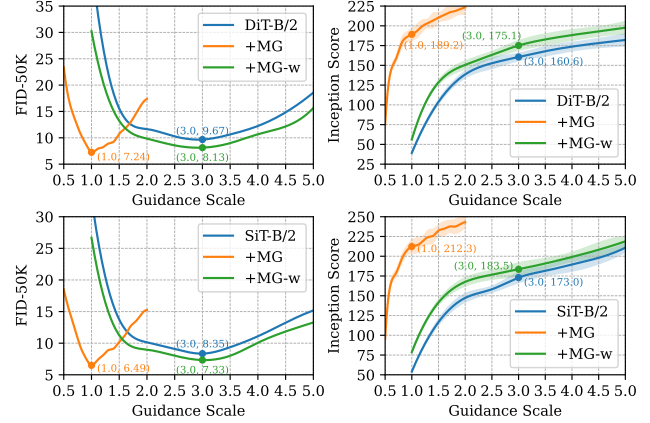 FID-50K
35
30
25
20
15
10
5
DiT-B/2
+MG
+MG-w
(3.0, 9.67)
(1.0, 7.24)
(3.0, 8.13)
0.5 1.0 1.5 2.0 2.5 3.0 3.5 4.0 4.5 5.0
Guidance Scale
Inception Score
225
200
175
150
125
100
75
50
25
(1.0, 189.2)
(3.0, 175.1)
(3.0, 160.6)
DiT-B/2
+MG
+MG-w
0.5 1.0 1.5 2.0 2.5 3.0 3.5 4.0 4.5 5.0
Guidance Scale
FID-50K
30
25
20
15
10
5
SiT-B/2
+MG
+MG-w
(3.0, 8.35)
(1.0, 6.49)
(3.0, 7.33)
0.5 1.0 1.5 2.0 2.5 3.0 3.5 4.0 4.5 5.0
Guidance Scale
Inception Score
250
225
200
175
150
125
100
75
50
(1.0, 212.3)
(3.0, 183.5)
(3.0, 173.0)
SiT-B/2
+MG
+MG-w
0.5 1.0 1.5 2.0 2.5 3.0 3.5 4.0 4.5 5.0
Guidance Scale